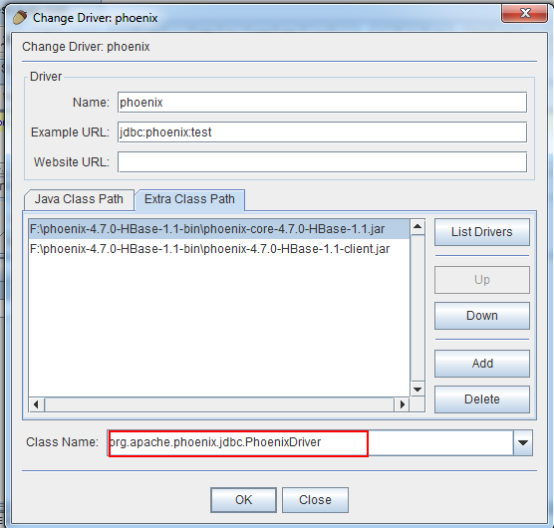 Change Driver: phoenix
Change Driver: phoenix
Driver
Name: phoenix
Example URL: jdbc:phoenix:test
Website URL:
Java Class Path Extra Class Path
F:\phoenix-4.7.0-HBase-1.1-bin\phoenix-core-4.7.0-HBase-1.1.jar
F:\phoenix-4.7.0-HBase-1.1-bin\phoenix-4.7.0-HBase-1.1-client.jar
List Drivers
Up
Down
Add
Delete
Class Name: org.apache.phoenix.jdbc.PhoenixDriver
OK Close